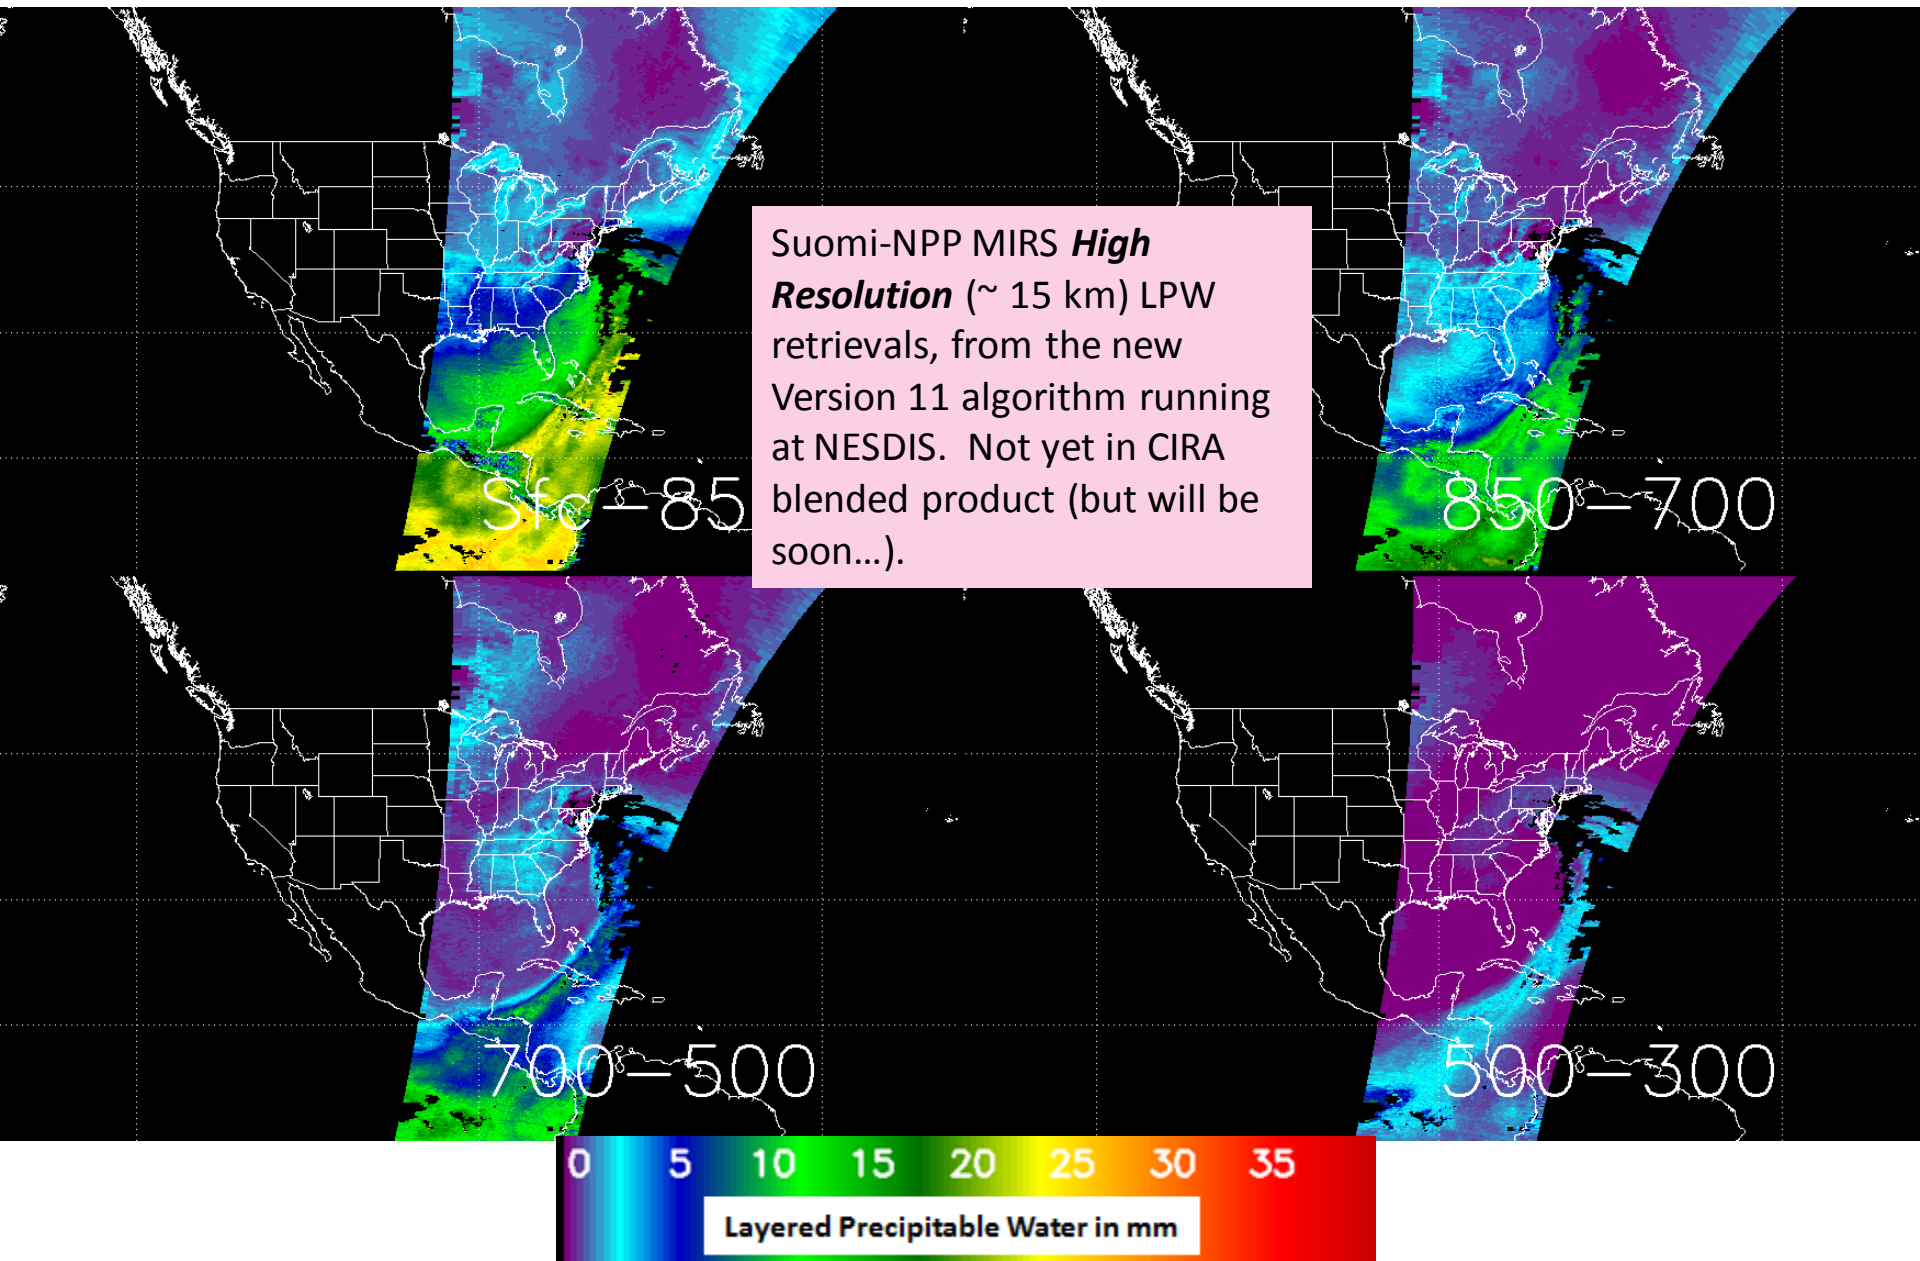 Suomi-NPP MIRS High
Resolution (~ 15 km) LPW
retrievals, from the new
Version 11 algorithm running
at NESDIS.  Not yet in CIRA
blended product (but will be
soon...).
Sfc-85
850-700
700-500
500-300
0 5 10 15 20 25 30 35
Layered Precipitable Water in mm